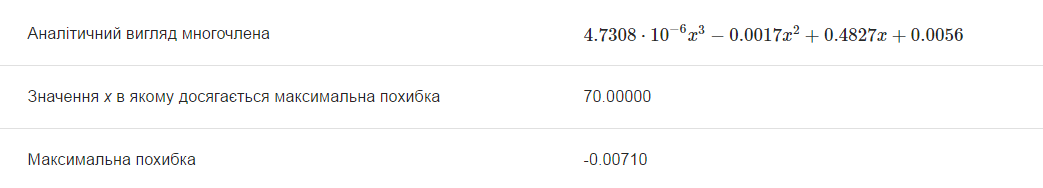 Аналітичний вигляд многочлена 4.7308 · 10⁻⁶x³ − 0.0017x² + 0.4827x + 0.0056
Значення x в якому досягається максимальна похибка 70.00000
Максимальна похибка -0.00710